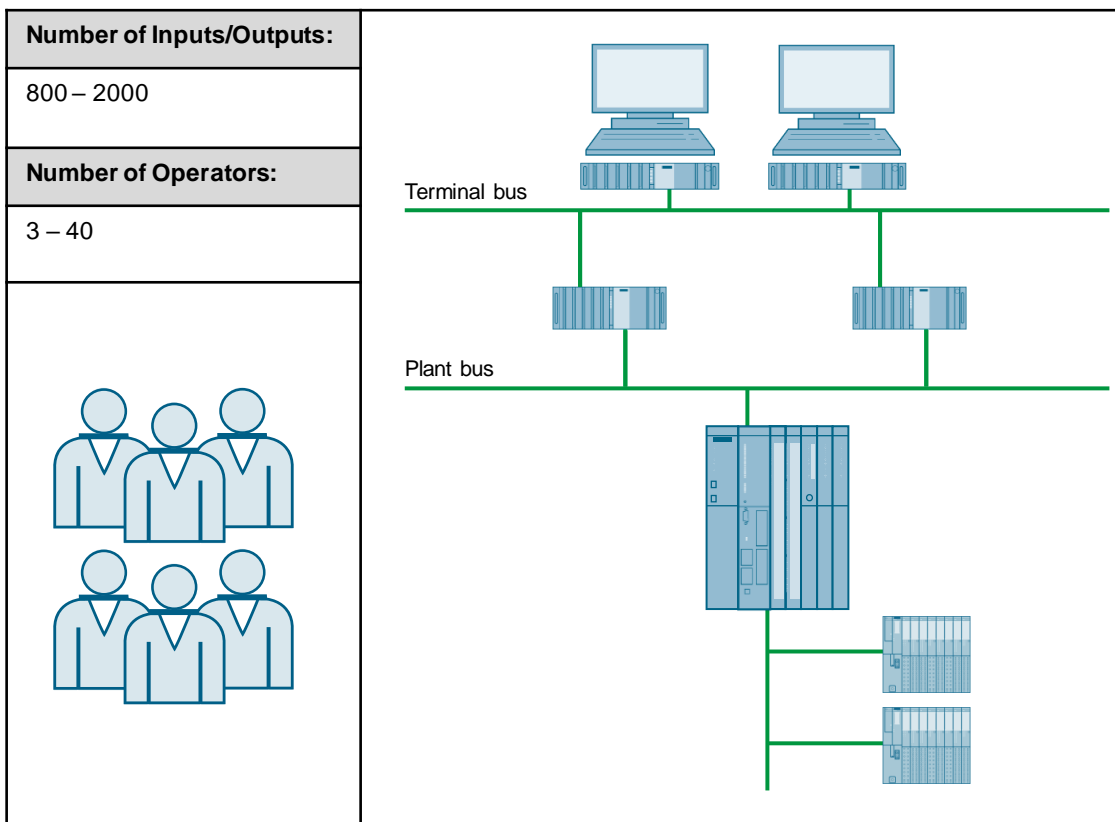 Number of Inputs/Outputs:
800 – 2000
Number of Operators:
3 – 40
Terminal bus
Plant bus